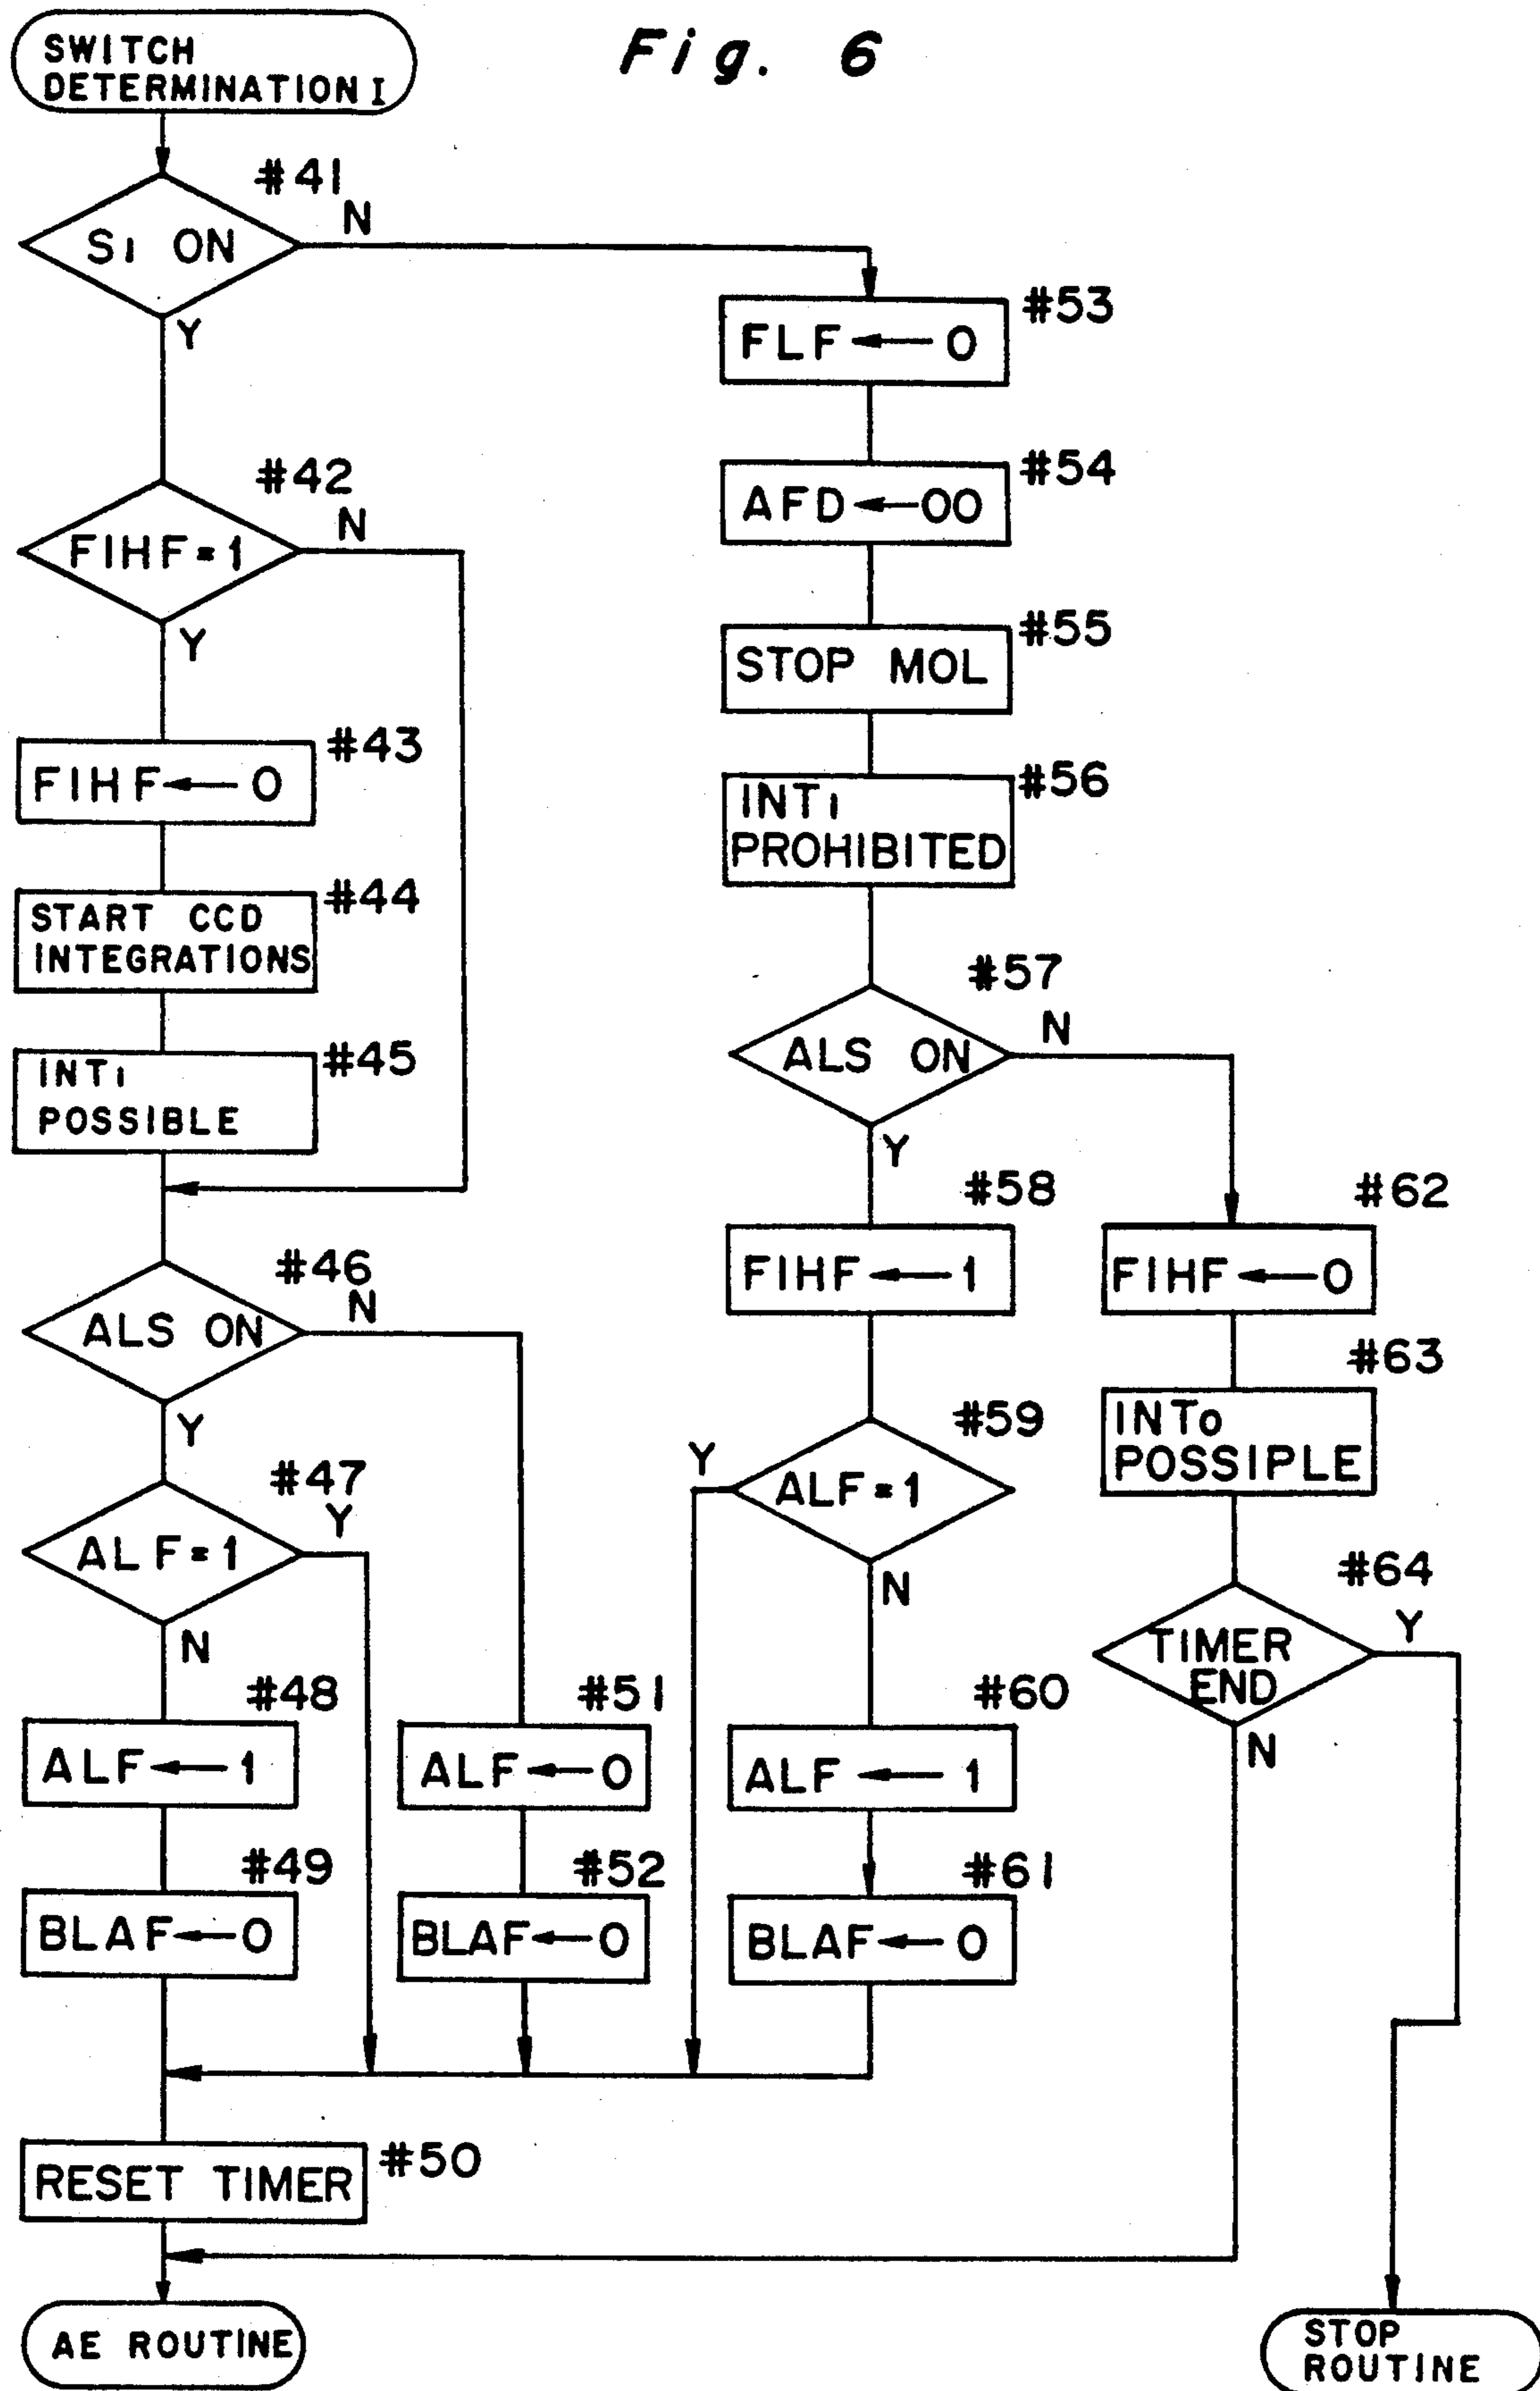 Fig. 6
SWITCH
DETERMINATION I
#41
S1 ON
N
Y
#42
FIHF=1
N
Y
#43
FIHF←0
#44
START CCD
INTEGRATIONS
#45
INT1
POSSIBLE
#46
ALS ON
N
Y
#47
ALF=1
Y
N
#48
ALF←1
#49
BLAF←0
#51
ALF←0
#52
BLAF←0
#50
RESET TIMER
AE ROUTINE
#53
FLF←0
#54
AFD←00
#55
STOP MOL
#56
INT1
PROHIBITED
#57
ALS ON
N
Y
#58
FIHF←1
#59
ALF=1
Y
N
#60
ALF←1
#61
BLAF←0
#62
FIHF←0
#63
INT0
POSSIPLE
#64
TIMER
END
Y
N
STOP
ROUTINE